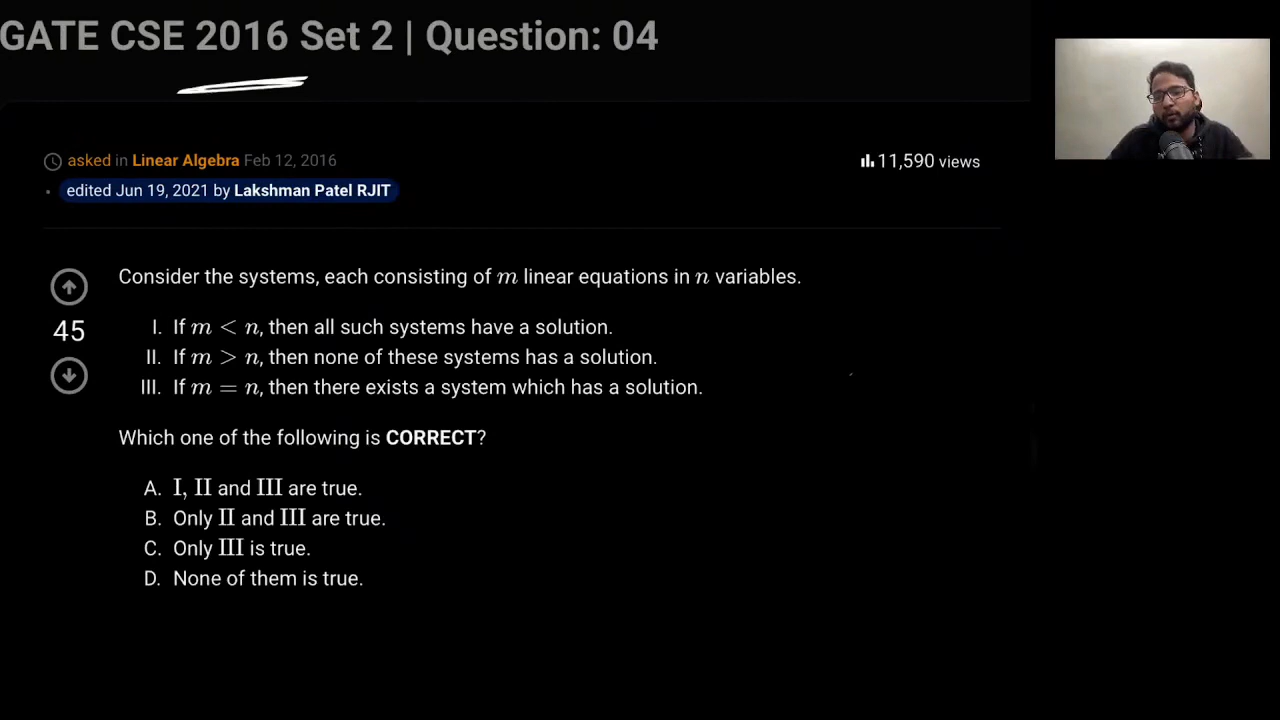 GATE CSE 2016 Set 2 | Question: 04
asked in Linear Algebra Feb 12, 2016
11,590 views
edited Jun 19, 2021 by Lakshman Patel RJIT
Consider the systems, each consisting of m linear equations in n variables.
I. If m < n, then all such systems have a solution.
45
II. If m > n, then none of these systems has a solution.
III. If m = n, then there exists a system which has a solution.
Which one of the following is CORRECT?
A. I, II and III are true.
B. Only II and III are true.
C. Only III is true.
D. None of them is true.